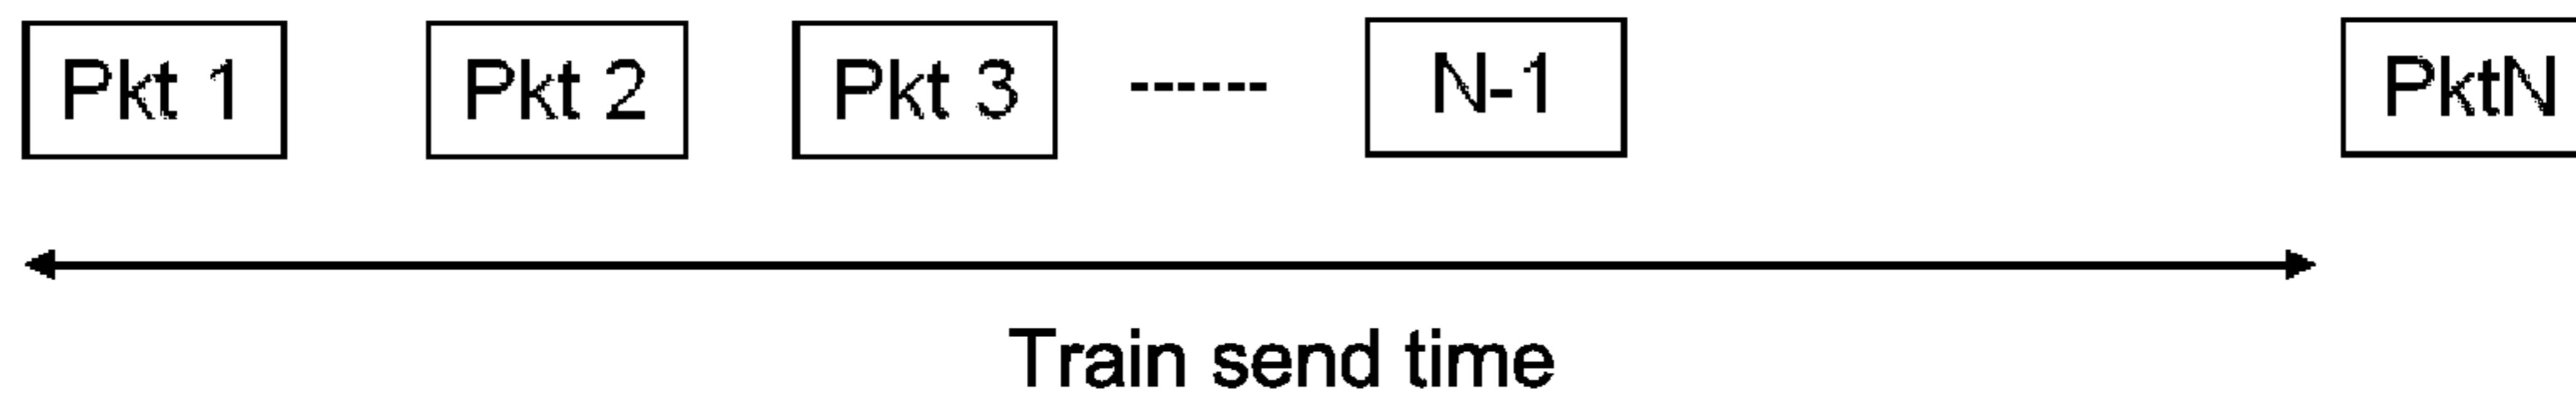 Pkt 1 Pkt 2 Pkt 3 ------ N-1 PktN
Train send time